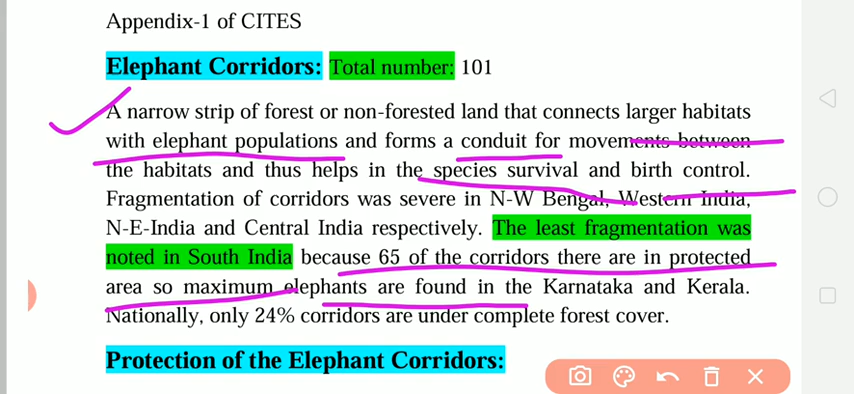 Appendix-1 of CITES
Elephant Corridors: Total number: 101
A narrow strip of forest or non-forested land that connects larger habitats
with elephant populations and forms a conduit for movements between
the habitats and thus helps in the species survival and birth control.
Fragmentation of corridors was severe in N-W Bengal, Western India,
N-E-India and Central India respectively. The least fragmentation was
noted in South India because 65 of the corridors there are in protected
area so maximum elephants are found in the Karnataka and Kerala.
Nationally, only 24% corridors are under complete forest cover.
Protection of the Elephant Corridors: